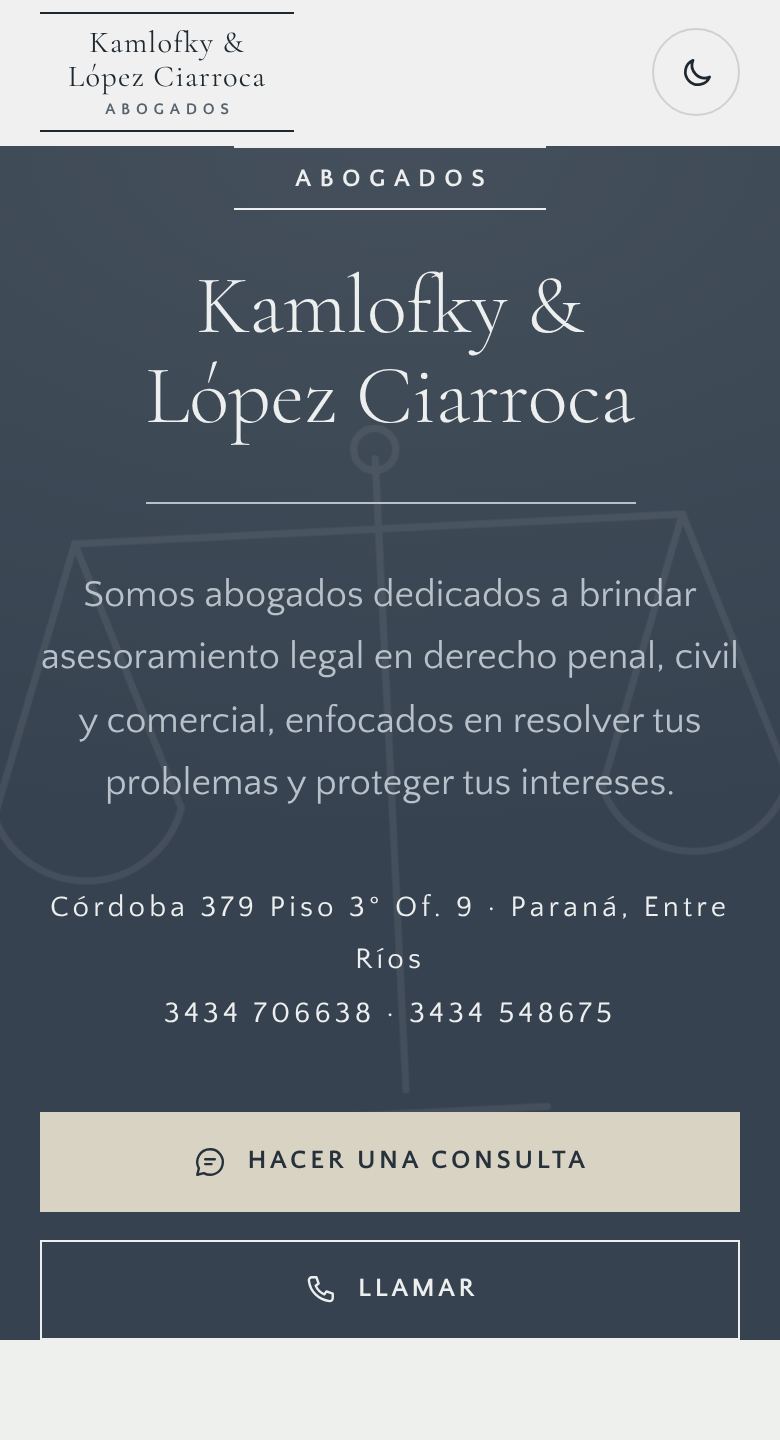 Kamlofky &
López Ciarroca
ABOGADOS
ABOGADOS
Kamlofky &
López Ciarroca
Somos abogados dedicados a brindar
asesoramiento legal en derecho penal, civil
y comercial, enfocados en resolver tus
problemas y proteger tus intereses.
Córdoba 379 Piso 3° Of. 9 · Paraná, Entre
Ríos
3434 706638 · 3434 548675
HACER UNA CONSULTA
LLAMAR